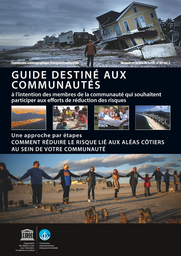 GUIDE DESTINÉ AUX
COMMUNAUTÉS
à l'intention des membres de la communauté qui souhaitent
participer aux efforts de réduction des risques
Une approche par étapes
COMMENT RÉDUIRE LE RISQUE LIÉ AUX ALÉAS CÔTIERS
AU SEIN DE VOTRE COMMUNAUTÉ